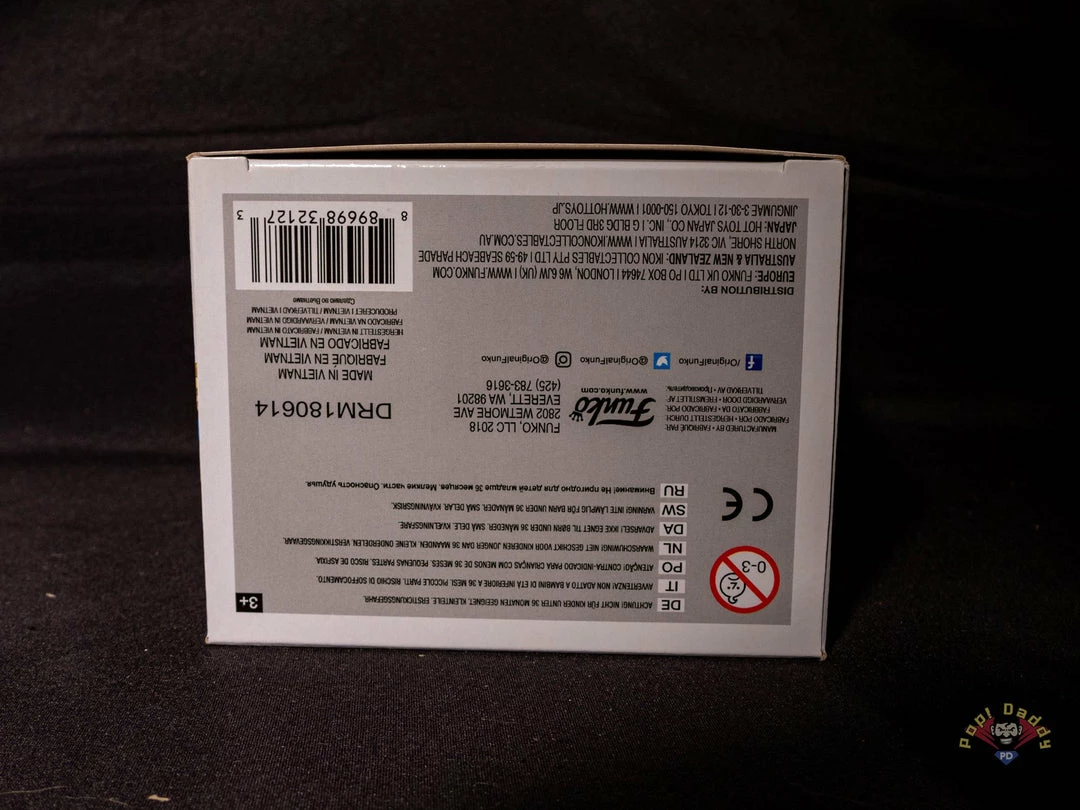 DE ACHTUNG! NICHT FÜR KINDER UNTER 36 MONATEN GEEIGNET. KLEINTEILE. ERSTICKUNGSGEFAHR.
IT AVVERTENZA! NON ADATTO A BAMBINI DI ETÀ INFERIORE A 36 MESI. PICCOLE PARTI. RISCHIO DI SOFFOCAMENTO.
PO ATENÇÃO! CONTRA-INDICADO PARA CRIANÇAS COM MENOS DE 36 MESES. PEQUENAS PARTES. RISCO DE ASFIXIA.
NL WAARSCHUWING! NIET GESCHIKT VOOR KINDEREN JONGER DAN 36 MAANDEN. KLEINE ONDERDELEN. VERSTIKKINGSGEVAAR.
DA ADVARSEL! IKKE EGNET TIL BØRN UNDER 36 MÅNEDER. SMÅ DELE. KVÆLNINGSFARE.
SW VARNING! INTE LÄMPLIG FÖR BARN UNDER 36 MÅNADER. SMÅ DELAR. KVÄVNINGSRISK.
RU Внимание! Не пригодно для детей младше 36 месяцев. Мелкие части. Опасность удушья.
0-3
CE
3+
MANUFACTURED BY • FABRIQUÉ PAR:
FABRICADO POR • HERGESTELLT DURCH:
FABBRICATO DA • FABRICADO POR:
VERVAARDIGD DOOR • FREMSTILLET AF:
TILLVERKAD AV • Производитель:
Funko
www.funko.com
FUNKO, LLC 2018
2802 WETMORE AVE
EVERETT, WA 98201
(425) 783-3616
/OriginalFunko @OriginalFunko @OriginalFunko
DRM180614
MADE IN VIETNAM
FABRIQUÉ EN VIETNAM
FABRICADO EN VIETNAM
HERGESTELLT IN VIETNAM / FABBRICATO IN VIETNAM
FABRICADO NA VIETNAM / VERVAARDIGD IN VIETNAM
PRODUCERET I VIETNAM / TILLVERKAD I VIETNAM
Сделано во Вьетнаме
DISTRIBUTION BY:
EUROPE: FUNKO UK LTD I PO BOX 74644 I LONDON, W6 6JW (UK) I WWW.FUNKO.COM
AUSTRALIA & NEW ZEALAND: IKON COLLECTABLES PTY LTD I 49-59 SEABEACH PARADE
NORTH SHORE, VIC 3214 AUSTRALIA I WWW.IKONCOLLECTABLES.COM.AU
JAPAN: HOT TOYS JAPAN CO., INC. I G BLDG 3RD FLOOR
JINGUMAE 3-30-12 I TOKYO 150-0001 I WWW.HOTTOYS.JP
8 89698 32127 3
Pop! Daddy
PD